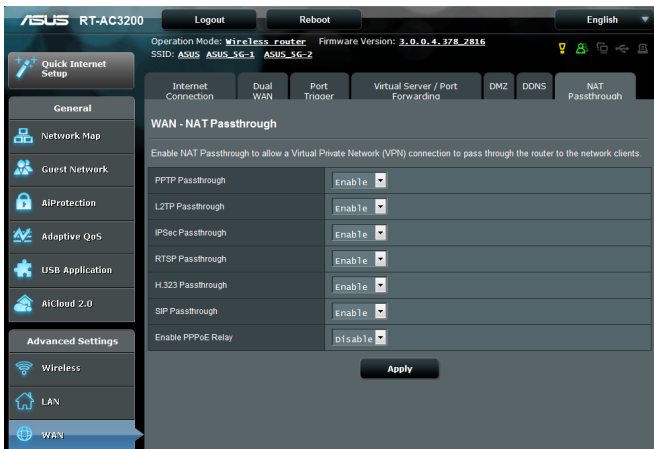 ASUS RT-AC3200 Logout Reboot English
Operation Mode: Wireless router Firmware Version: 3.0.0.4.378_2816
SSID: ASUS ASUS_5G-1 ASUS_5G-2
Quick Internet
Setup
General
Network Map
Guest Network
AiProtection
Adaptive QoS
USB Application
AiCloud 2.0
Advanced Settings
Wireless
LAN
WAN
Internet
Connection
Dual
WAN
Port
Trigger
Virtual Server / Port
Forwarding
DMZ
DDNS
NAT
Passthrough
WAN - NAT Passthrough
Enable NAT Passthrough to allow a Virtual Private Network (VPN) connection to pass through the router to the network clients.
PPTP Passthrough Enable
L2TP Passthrough Enable
IPSec Passthrough Enable
RTSP Passthrough Enable
H.323 Passthrough Enable
SIP Passthrough Enable
Enable PPPoE Relay Disable
Apply